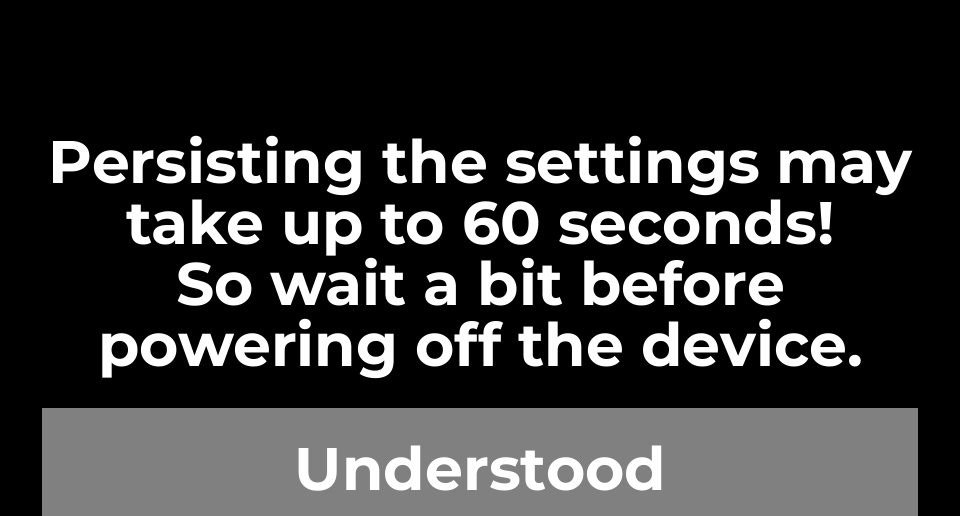 Persisting the settings may
take up to 60 seconds!
So wait a bit before
powering off the device.
Understood